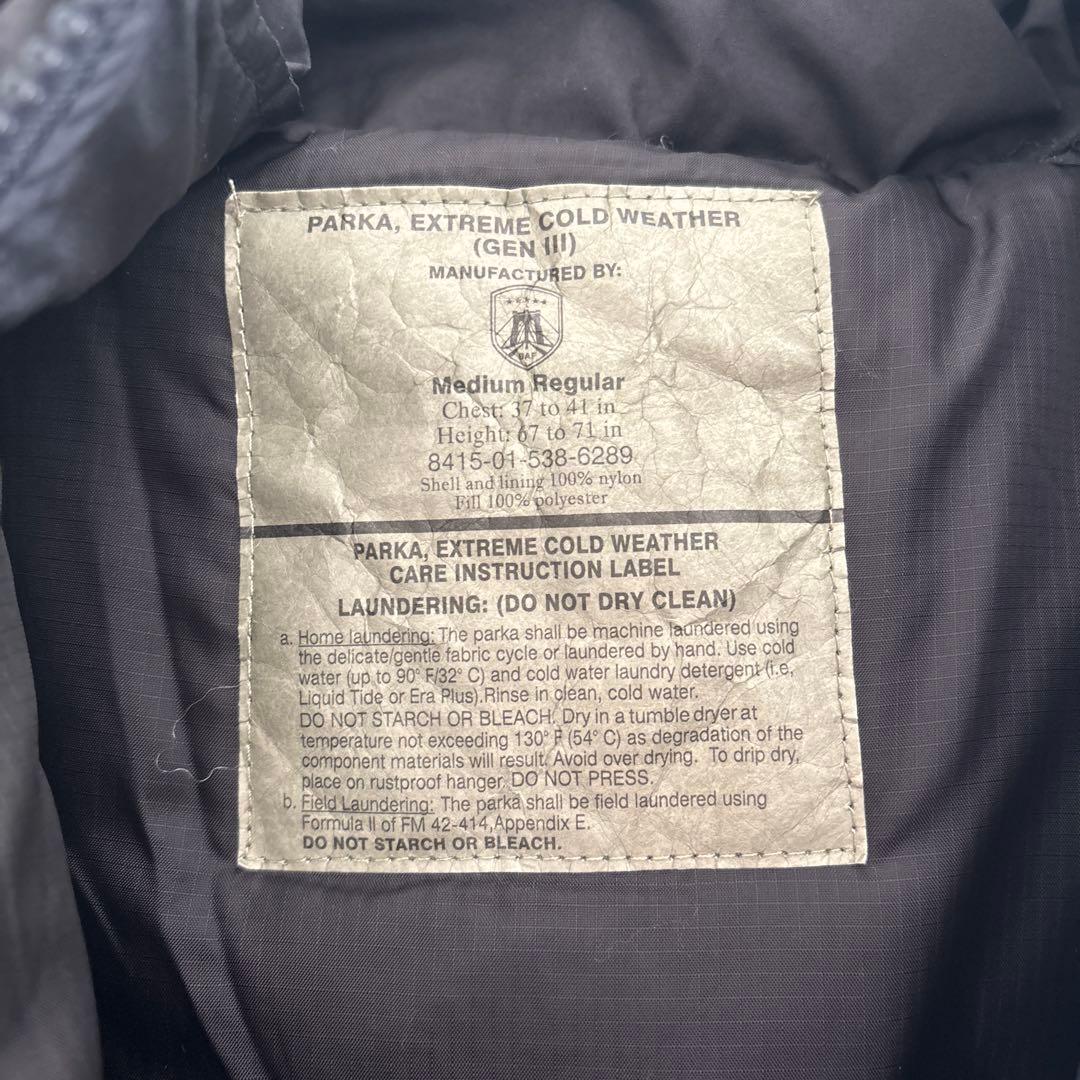 PARKA, EXTREME COLD WEATHER
(GEN III)
MANUFACTURED BY:
BAF
Medium Regular
Chest: 37 to 41 in
Height: 67 to 71 in
8415-01-538-6289
Shell and lining 100% nylon
Fill 100% polyester
PARKA, EXTREME COLD WEATHER
CARE INSTRUCTION LABEL
LAUNDERING: (DO NOT DRY CLEAN)
a. Home laundering: The parka shall be machine laundered using
the delicate/gentle fabric cycle or laundered by hand. Use cold
water (up to 90° F/32° C) and cold water laundry detergent (i.e,
Liquid Tide or Era Plus).Rinse in clean, cold water.
DO NOT STARCH OR BLEACH. Dry in a tumble dryer at
temperature not exceeding 130° F (54° C) as degradation of the
component materials will result. Avoid over drying. To drip dry,
place on rustproof hanger. DO NOT PRESS.
b. Field Laundering: The parka shall be field laundered using
Formula II of FM 42-414,Appendix E.
DO NOT STARCH OR BLEACH.